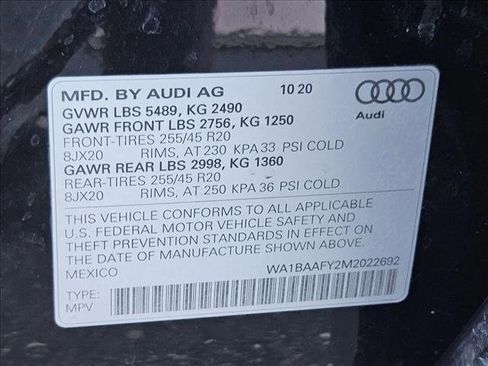 MFD. BY AUDI AG 10 20
GVWR LBS 5489, KG 2490
GAWR FRONT LBS 2756, KG 1250
FRONT-TIRES 255/45 R20
8JX20 RIMS, AT 230 KPA 33 PSI COLD
GAWR REAR LBS 2998, KG 1360
REAR-TIRES 255/45 R20
8JX20 RIMS, AT 250 KPA 36 PSI COLD
Audi
THIS VEHICLE CONFORMS TO ALL APPLICABLE
U.S. FEDERAL MOTOR VEHICLE SAFETY AND
THEFT PREVENTION STANDARDS IN EFFECT ON
THE DATE OF MANUFACTURE SHOWN ABOVE.
MEXICO WA1BAAFY2M2022692
TYPE:
MPV